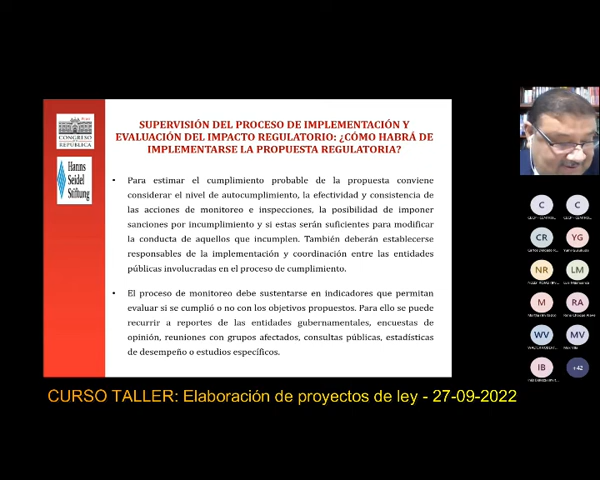 SUPERVISIÓN DEL PROCESO DE IMPLEMENTACIÓN Y
EVALUACIÓN DEL IMPACTO REGULATORIO: ¿CÓMO HABRÁ DE
IMPLEMENTARSE LA PROPUESTA REGULATORIA?
CONGRESO
REPÚBLICA
Hanns
Seidel
Stiftung
• Para estimar el cumplimiento probable de la propuesta conviene
considerar el nivel de autocumplimiento, la efectividad y consistencia de
las acciones de monitoreo e inspecciones, la posibilidad de imponer
sanciones por incumplimiento y si estas serán suficientes para modificar
la conducta de aquellos que incumplen. También deberán establecerse
responsables de la implementación y coordinación entre las entidades
públicas involucradas en el proceso de cumplimiento.
• El proceso de monitoreo debe sustentarse en indicadores que permitan
evaluar si se cumplió o no con los objetivos propuestos. Para ello se puede
recurrir a reportes de las entidades gubernamentales, encuestas de
opinión, reuniones con grupos afectados, consultas públicas, estadísticas
de desempeño o estudios específicos.
C
C
CR
YG
NR
LM
M
RA
WV
MV
IB
+42
CURSO TALLER: Elaboración de proyectos de ley - 27-09-2022